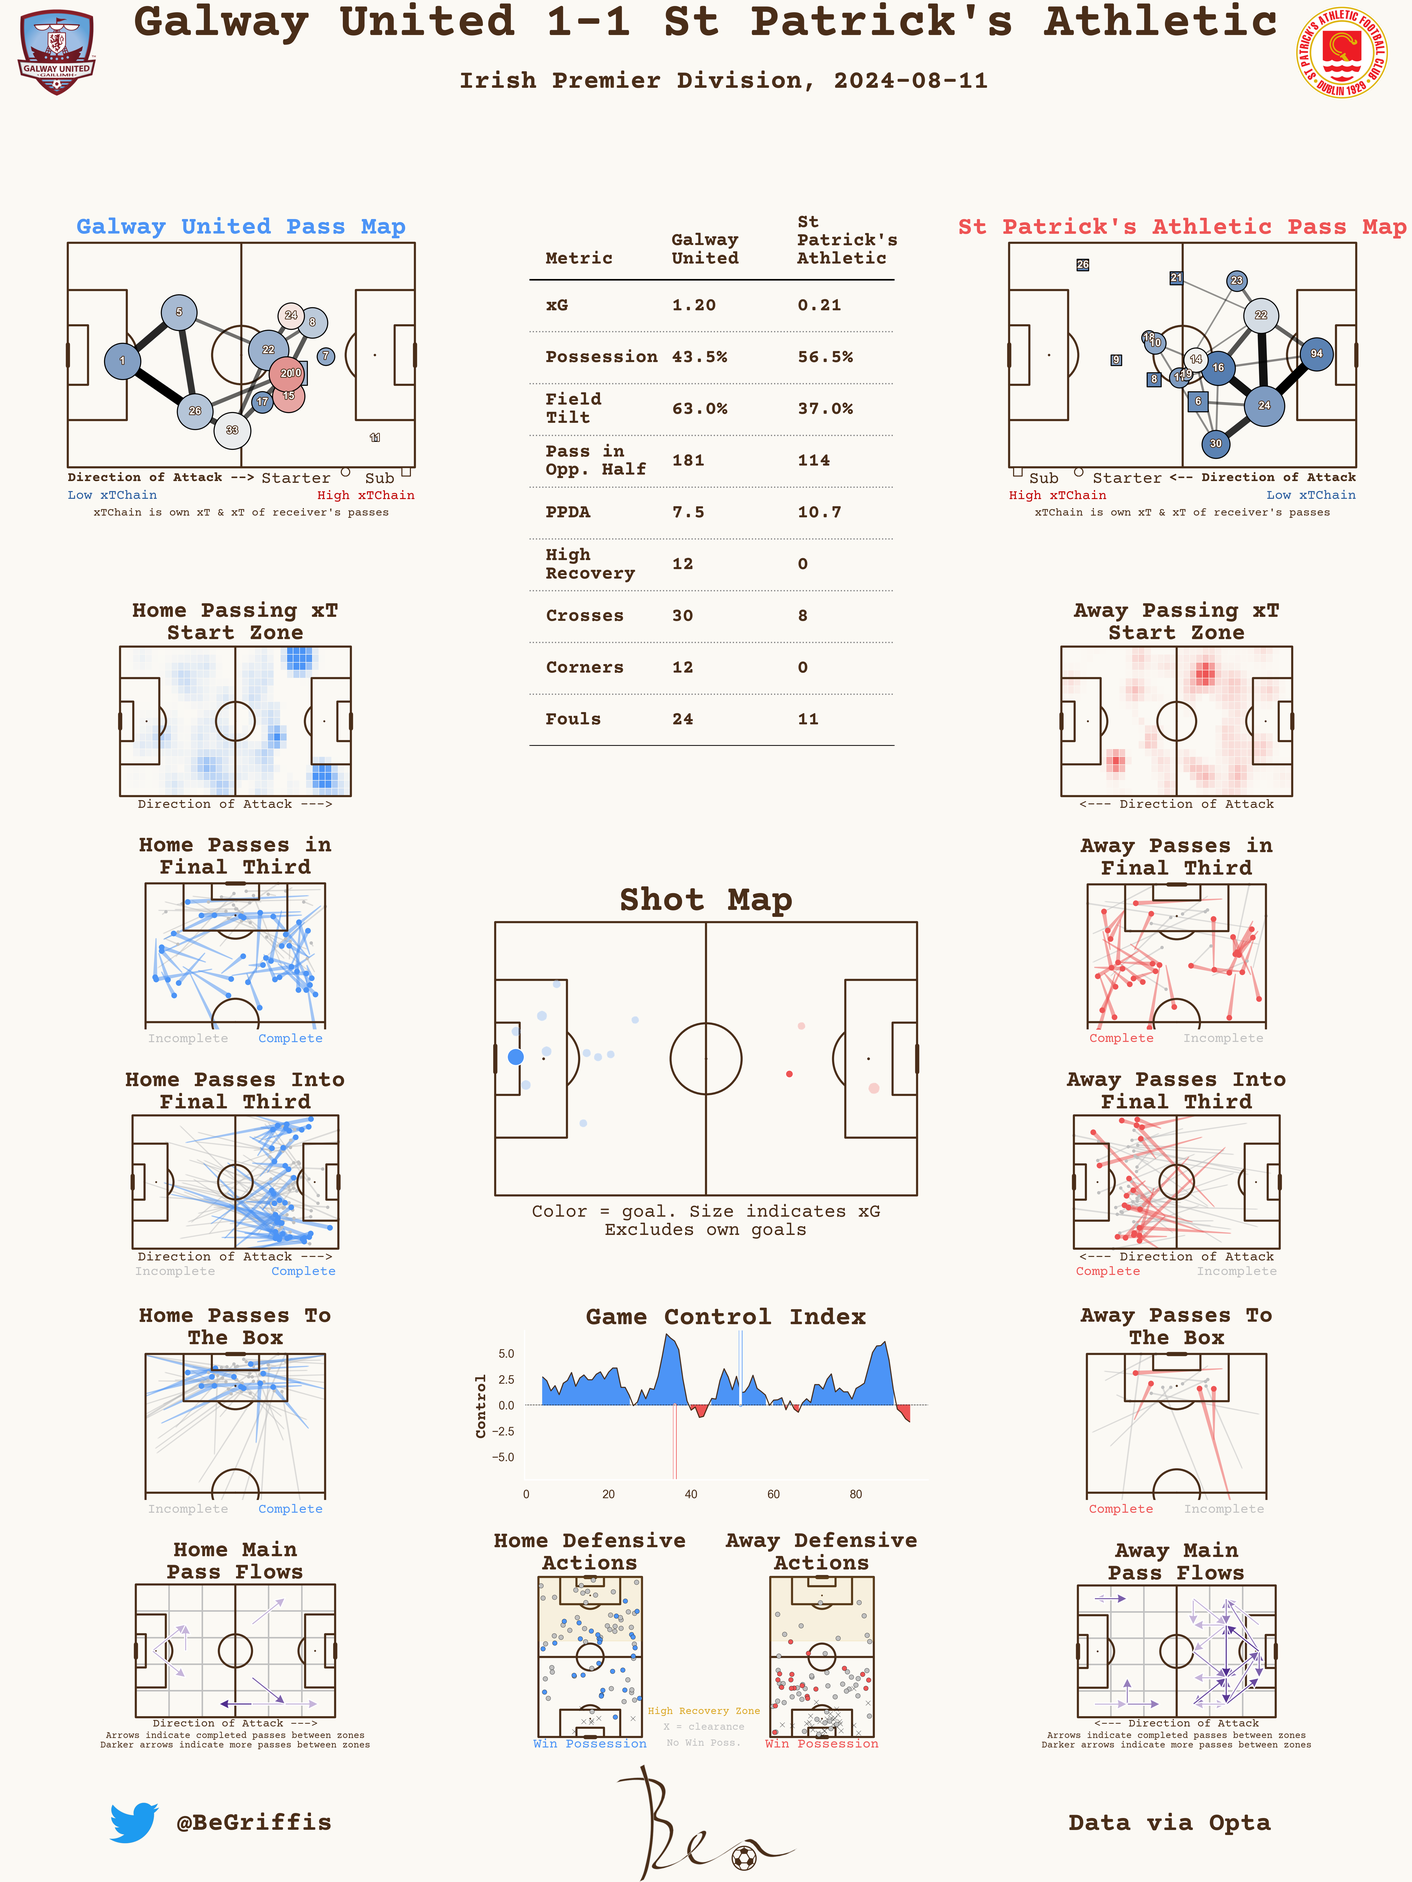 Galway United 1-1 St Patrick's Athletic
Irish Premier Division, 2024-08-11
GALWAY UNITED
GAILLIMH
ST PATRICK'S ATHLETIC FOOTBALL CLUB
DUBLIN 1929
Galway United Pass Map
1
5
26
33
22
24
8
7
20
10
15
17
11
Direction of Attack --> Starter Sub
Low xTChain High xTChain
xTChain is own xT & xT of receiver's passes
Metric Galway United St Patrick's Athletic
xG 1.20 0.21
Possession 43.5% 56.5%
Field Tilt 63.0% 37.0%
Pass in Opp. Half 181 114
PPDA 7.5 10.7
High Recovery 12 0
Crosses 30 8
Corners 12 0
Fouls 24 11
St Patrick's Athletic Pass Map
26
21
23
22
18
10
9
14
94
16
8
11
19
6
24
30
Sub Starter <-- Direction of Attack
High xTChain Low xTChain
xTChain is own xT & xT of receiver's passes
Home Passing xT
Start Zone
Direction of Attack --->
Away Passing xT
Start Zone
<--- Direction of Attack
Home Passes in
Final Third
Incomplete Complete
Away Passes in
Final Third
Complete Incomplete
Shot Map
Color = goal. Size indicates xG
Excludes own goals
Home Passes Into
Final Third
Direction of Attack --->
Incomplete Complete
Away Passes Into
Final Third
<--- Direction of Attack
Complete Incomplete
Home Passes To
The Box
Incomplete Complete
Game Control Index
Control
5.0
2.5
0.0
−2.5
−5.0
0 20 40 60 80
Away Passes To
The Box
Complete Incomplete
Home Main
Pass Flows
Direction of Attack --->
Arrows indicate completed passes between zones
Darker arrows indicate more passes between zones
Home Defensive
Actions
Win Possession
Away Defensive
Actions
Win Possession
High Recovery Zone
X = clearance
No Win Poss.
Away Main
Pass Flows
<--- Direction of Attack
Arrows indicate completed passes between zones
Darker arrows indicate more passes between zones
@BeGriffis
Ben
Data via Opta